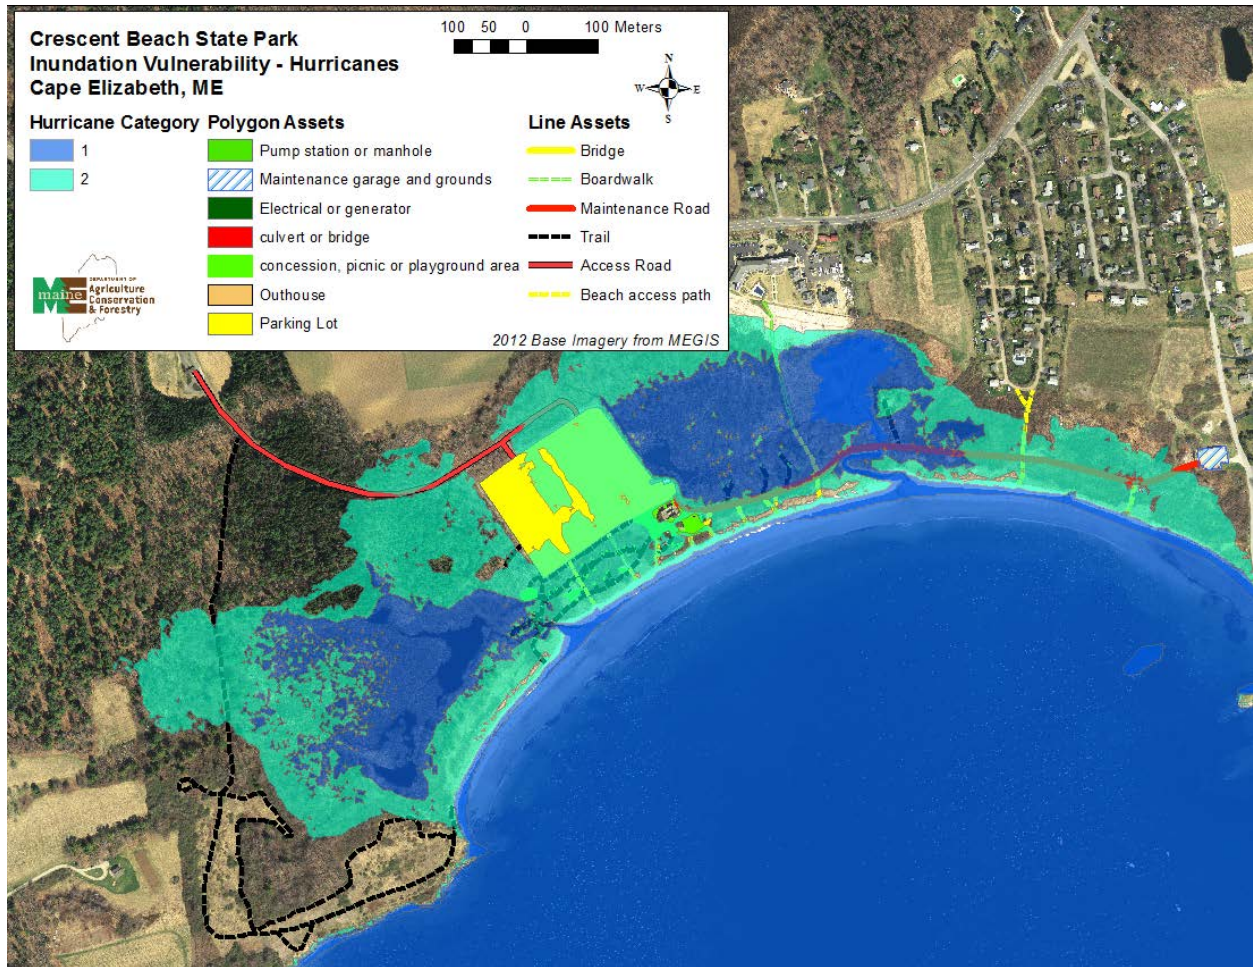 Crescent Beach State Park
Inundation Vulnerability - Hurricanes
Cape Elizabeth, ME
100 50 0 100 Meters
N
W E
S
Hurricane Category
1
2
Polygon Assets
Pump station or manhole
Maintenance garage and grounds
Electrical or generator
culvert or bridge
concession, picnic or playground area
Outhouse
Parking Lot
Line Assets
Bridge
Boardwalk
Maintenance Road
Trail
Access Road
Beach access path
maine
DEPARTMENT OF
Agriculture
Conservation
& Forestry
2012 Base Imagery from MEGIS